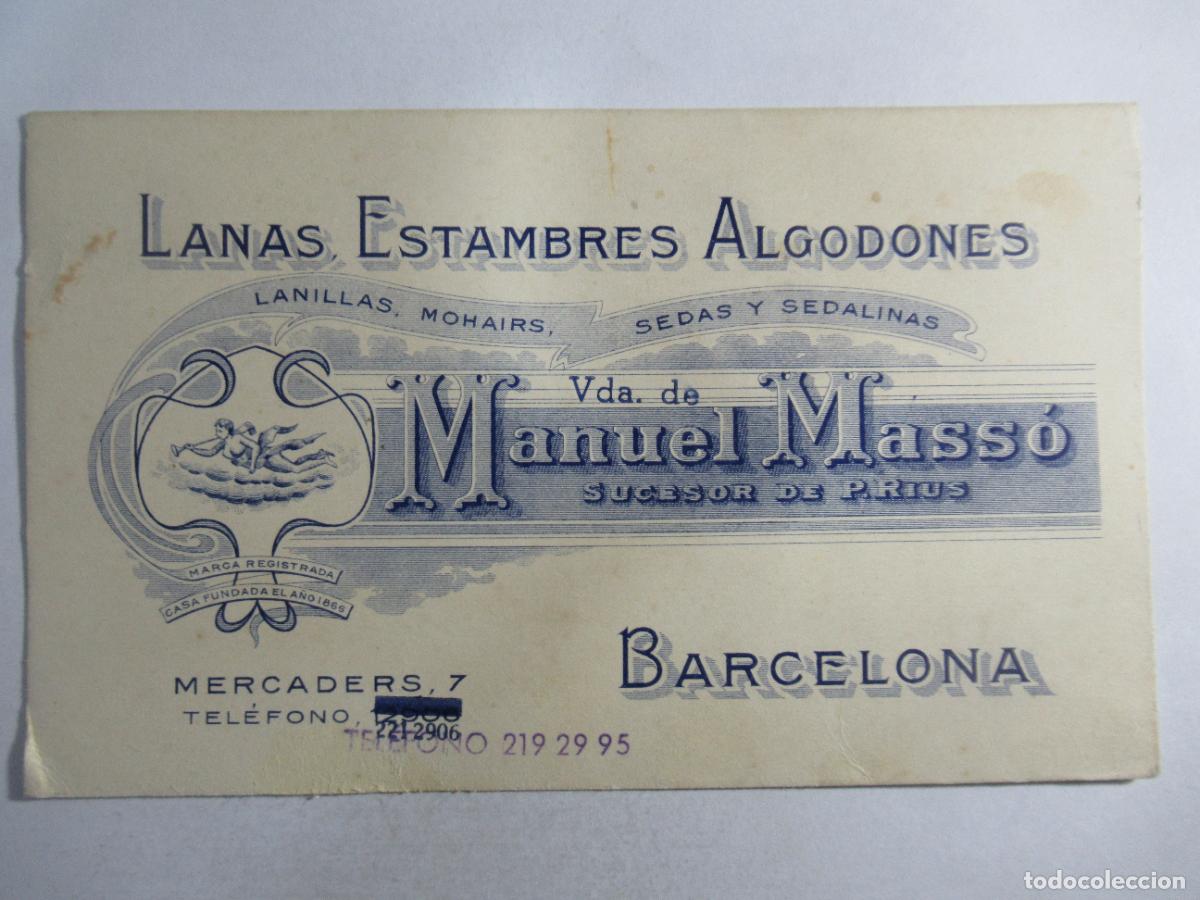 LANAS, ESTAMBRES ALGODONES
LANILLAS, MOHAIRS, SEDAS Y SEDALINAS
Vda. de
Manuel Massó
SUCESOR DE P. RIUS
MARCA REGISTRADA
CASA FUNDADA EL AÑO 1866
BARCELONA
MERCADERS, 7
TELÉFONO,
221-2906
TELEFONO 219 29 95
todocoleccion